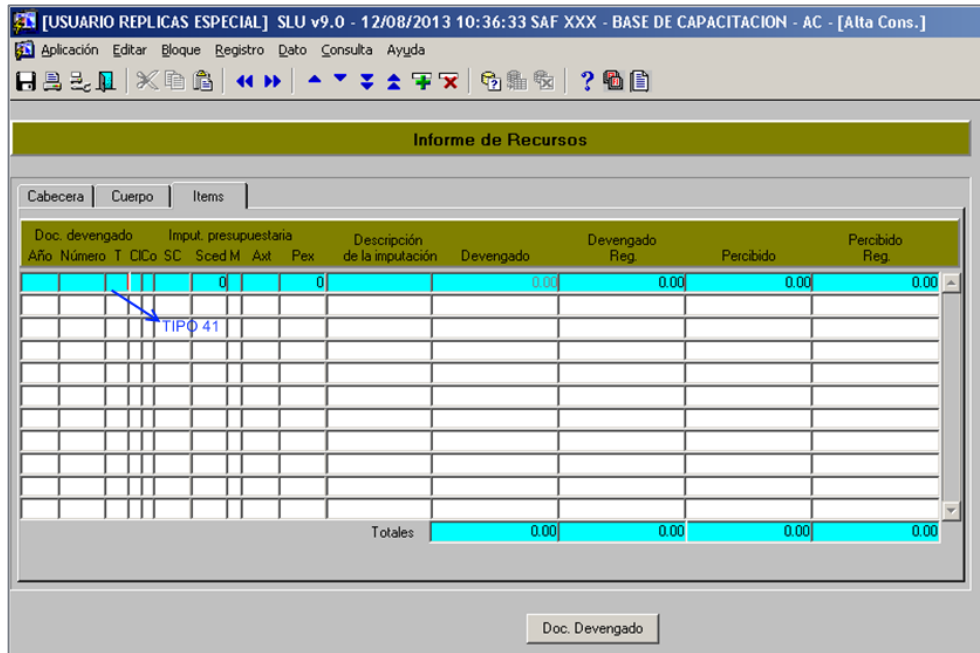 [USUARIO REPLICAS ESPECIAL] SLU v9.0 - 12/08/2013 10:36:33 SAF XXX - BASE DE CAPACITACION - AC - [Alta Cons.]
Aplicación Editar Bloque Registro Dato Consulta Ayuda
Informe de Recursos
Cabecera Cuerpo Items
Doc. devengado Imput. presupuestaria Descripción de la imputación Devengado Devengado Reg. Percibido Percibido Reg.
Año Número T ClCo SC Sced M Axt Pex
0 0 0.00 0.00 0.00 0.00
TIPO 41
Totales 0.00 0.00 0.00 0.00
Doc. Devengado